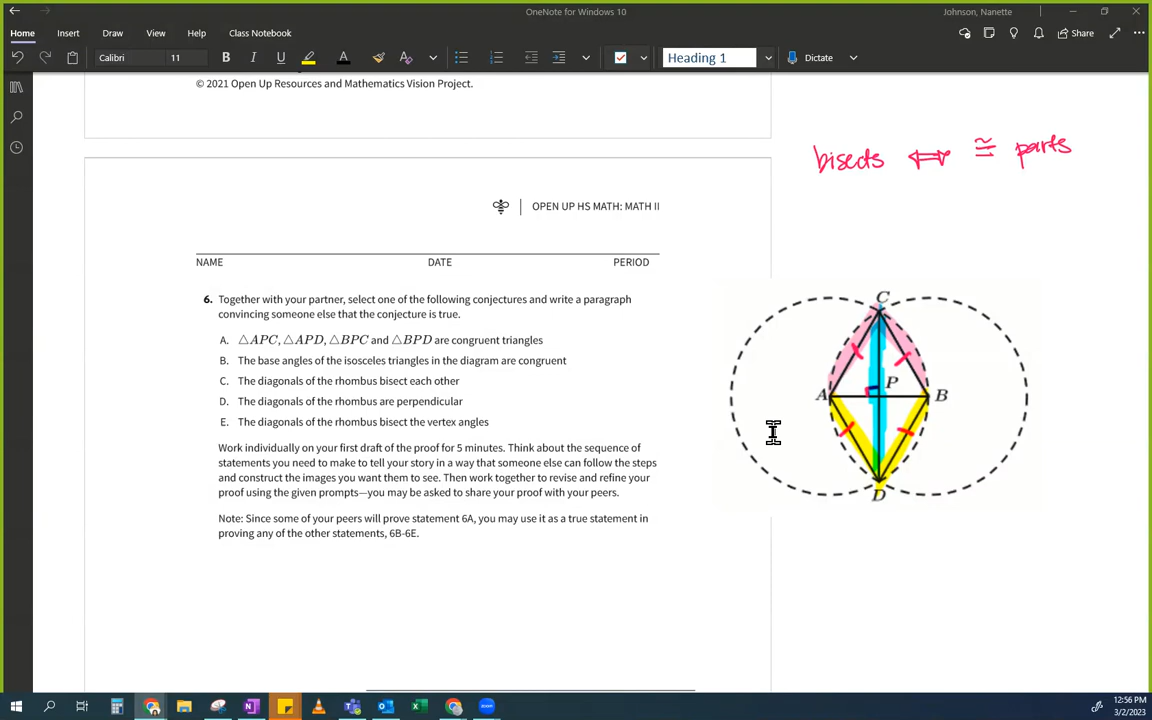 OneNote for Windows 10
Johnson, Nanette
Home Insert Draw View Help Class Notebook
Share
Calibri 11 B I U A Heading 1 Dictate
© 2021 Open Up Resources and Mathematics Vision Project.
bisects ⟷ ≅ parts
OPEN UP HS MATH: MATH II
NAME DATE PERIOD
6. Together with your partner, select one of the following conjectures and write a paragraph
convincing someone else that the conjecture is true.
A. △APC, △APD, △BPC and △BPD are congruent triangles
B. The base angles of the isosceles triangles in the diagram are congruent
C. The diagonals of the rhombus bisect each other
D. The diagonals of the rhombus are perpendicular
E. The diagonals of the rhombus bisect the vertex angles
Work individually on your first draft of the proof for 5 minutes. Think about the sequence of
statements you need to make to tell your story in a way that someone else can follow the steps
and construct the images you want them to see. Then work together to revise and refine your
proof using the given prompts—you may be asked to share your proof with your peers.
Note: Since some of your peers will prove statement 6A, you may use it as a true statement in
proving any of the other statements, 6B-6E.
C
P
A B
D
12:56 PM
3/2/2023